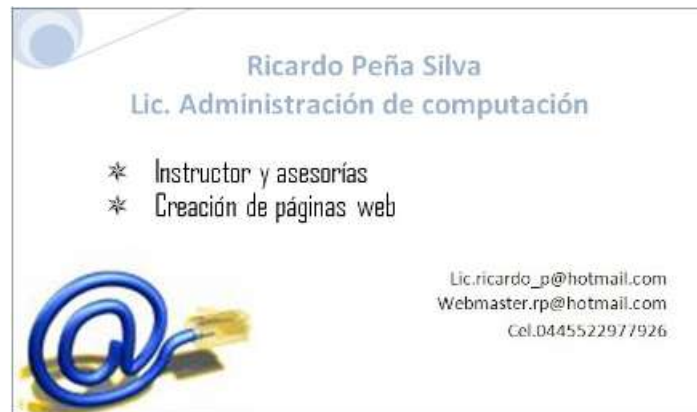 Ricardo Peña Silva
Lic. Administración de computación
Instructor y asesorías
Creación de páginas web
Lic.ricardo_p@hotmail.com
Webmaster.rp@hotmail.com
Cel.0445522977926